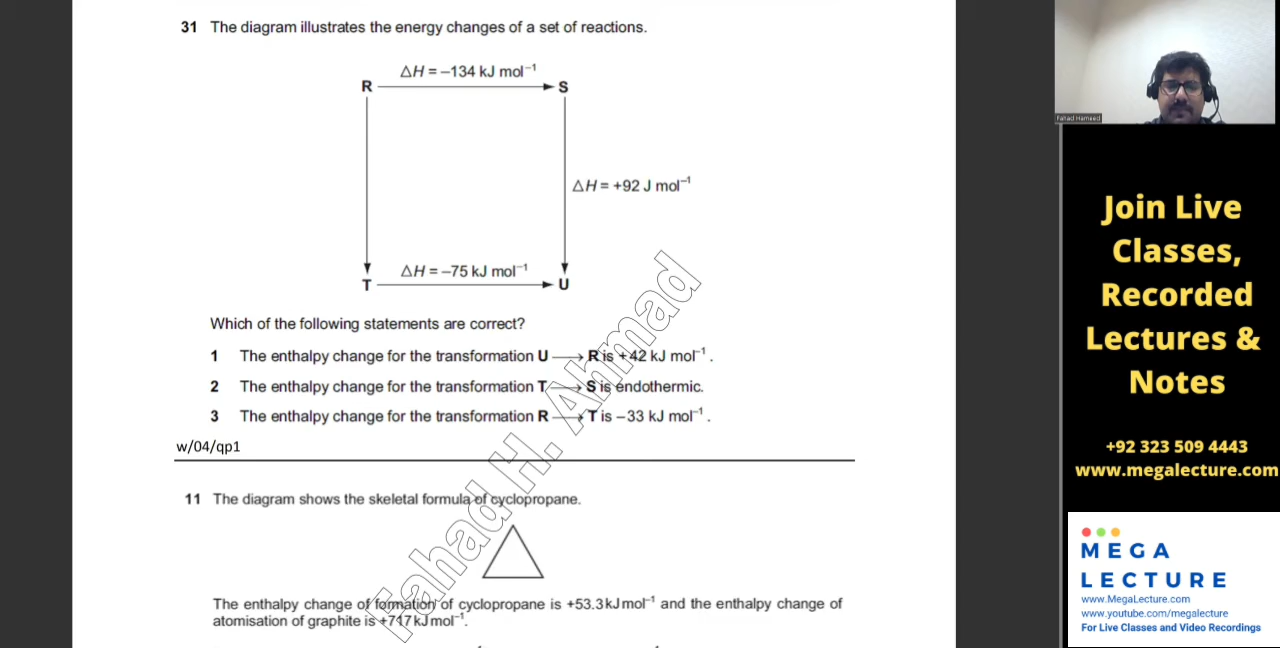 31 The diagram illustrates the energy changes of a set of reactions.
ΔH = –134 kJ mol⁻¹
R S
ΔH = +92 J mol⁻¹
ΔH = –75 kJ mol⁻¹
T U
Which of the following statements are correct?
1 The enthalpy change for the transformation U → R is +42 kJ mol⁻¹ .
2 The enthalpy change for the transformation T → S is endothermic.
3 The enthalpy change for the transformation R → T is –33 kJ mol⁻¹ .
w/04/qp1
11 The diagram shows the skeletal formula of cyclopropane.
The enthalpy change of formation of cyclopropane is +53.3 kJ mol⁻¹ and the enthalpy change of
atomisation of graphite is +717 kJ mol⁻¹.
Fahad H. Ahmad
Fahad Hameed
Join Live
Classes,
Recorded
Lectures &
Notes
+92 323 509 4443
www.megalecture.com
MEGA
LECTURE
www.MegaLecture.com
www.youtube.com/megalecture
For Live Classes and Video Recordings